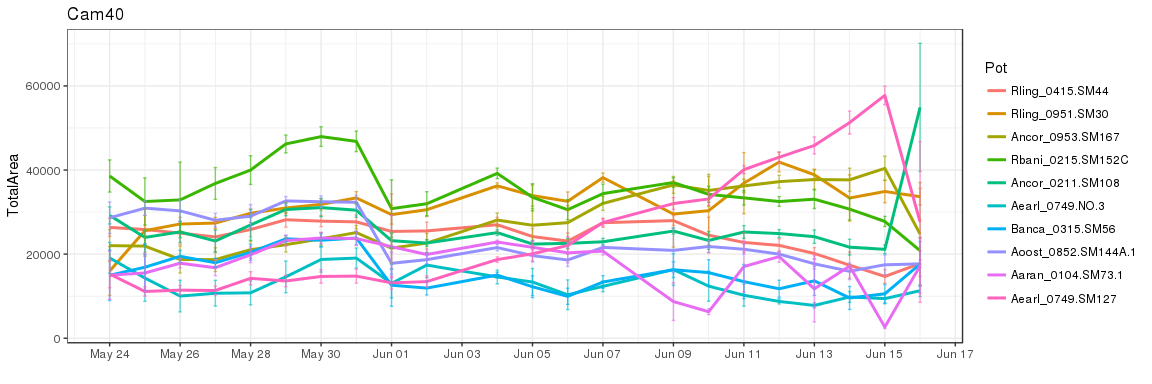 Cam40
TotalArea
60000
40000
20000
0
May 24 May 26 May 28 May 30 Jun 01 Jun 03 Jun 05 Jun 07 Jun 09 Jun 11 Jun 13 Jun 15 Jun 17
Pot
Rling_0415.SM44
Rling_0951.SM30
Ancor_0953.SM167
Rbani_0215.SM152C
Ancor_0211.SM108
Aearl_0749.NO.3
Banca_0315.SM56
Aoost_0852.SM144A.1
Aaran_0104.SM73.1
Aearl_0749.SM127